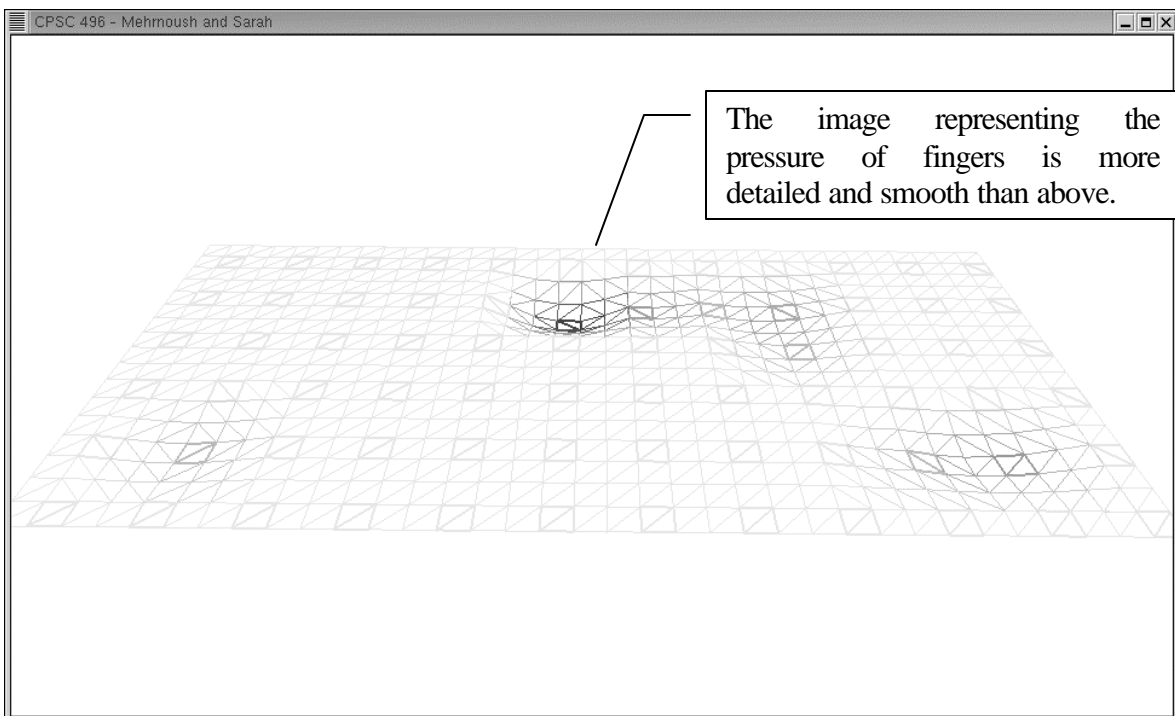 CPSC 496 - Mehrnoush and Sarah
The image representing the
pressure of fingers is more
detailed and smooth than above.